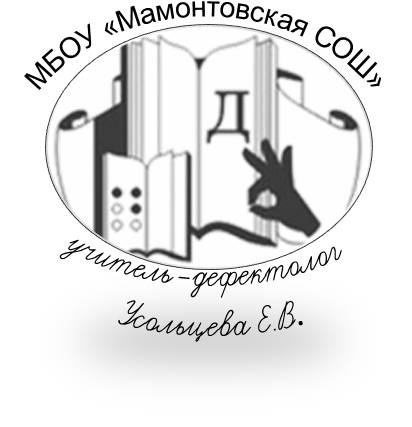 МБОУ «Мамонтовская СОШ»
Д
учитель-дефектолог
Усольцева Е.В.